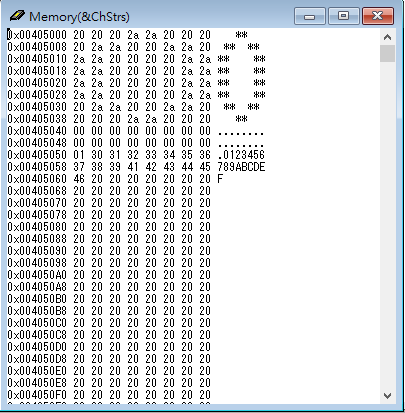 Memory(&ChStrs)
0x00405000 20 20 20 2a 2a 20 20 20    **
0x00405008 20 2a 2a 20 20 2a 2a 20  **  **
0x00405010 2a 2a 20 20 20 20 2a 2a **    **
0x00405018 2a 2a 20 20 20 20 2a 2a **    **
0x00405020 2a 2a 20 20 20 20 2a 2a **    **
0x00405028 2a 2a 20 20 20 20 2a 2a **    **
0x00405030 20 2a 2a 20 20 2a 2a 20  **  **
0x00405038 20 20 20 2a 2a 20 20 20    **
0x00405040 00 00 00 00 00 00 00 00 ........
0x00405048 00 00 00 00 00 00 00 00 ........
0x00405050 01 30 31 32 33 34 35 36 .0123456
0x00405058 37 38 39 41 42 43 44 45 789ABCDE
0x00405060 46 20 20 20 20 20 20 20 F
0x00405068 20 20 20 20 20 20 20 20
0x00405070 20 20 20 20 20 20 20 20
0x00405078 20 20 20 20 20 20 20 20
0x00405080 20 20 20 20 20 20 20 20
0x00405088 20 20 20 20 20 20 20 20
0x00405090 20 20 20 20 20 20 20 20
0x00405098 20 20 20 20 20 20 20 20
0x004050A0 20 20 20 20 20 20 20 20
0x004050A8 20 20 20 20 20 20 20 20
0x004050B0 20 20 20 20 20 20 20 20
0x004050B8 20 20 20 20 20 20 20 20
0x004050C0 20 20 20 20 20 20 20 20
0x004050C8 20 20 20 20 20 20 20 20
0x004050D0 20 20 20 20 20 20 20 20
0x004050D8 20 20 20 20 20 20 20 20
0x004050E0 20 20 20 20 20 20 20 20
0x004050E8 20 20 20 20 20 20 20 20
0x004050F0 20 20 20 20 20 20 20 20